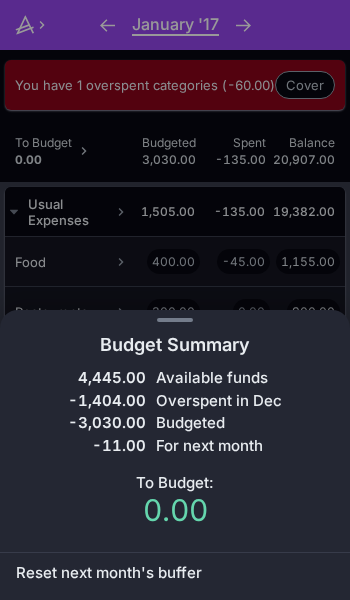 January '17
You have 1 overspent categories (-60.00) Cover
To Budget Budgeted Spent Balance
0.00 3,030.00 -135.00 20,907.00
Usual Expenses 1,505.00 -135.00 19,382.00
Food 400.00 -45.00 1,155.00
Budget Summary
4,445.00 Available funds
-1,404.00 Overspent in Dec
-3,030.00 Budgeted
-11.00 For next month
To Budget:
0.00
Reset next month's buffer